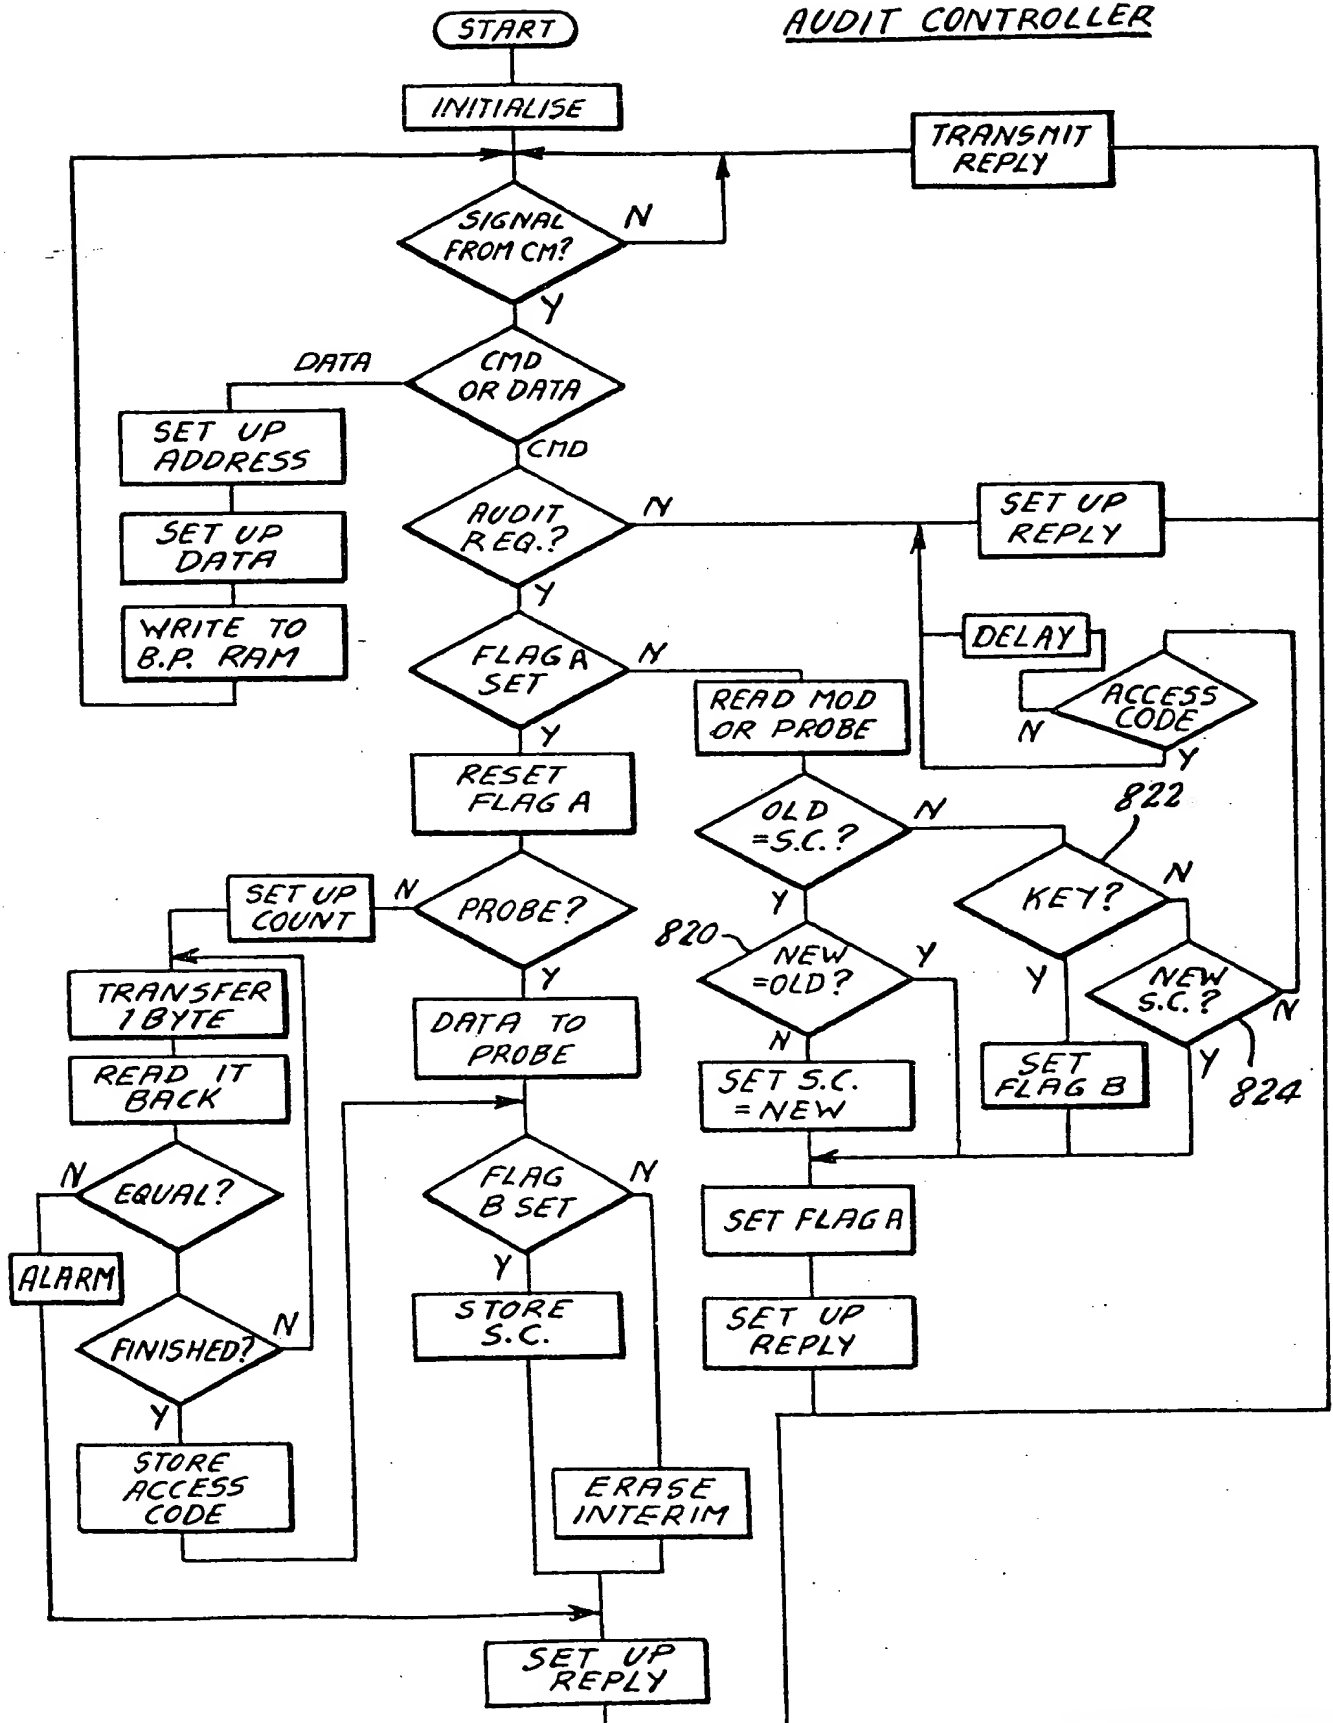 START
AUDIT CONTROLLER
INITIALISE
TRANSMIT
REPLY
SIGNAL
FROM CM?
N
Y
DATA
CMD
OR DATA
CMD
SET UP
ADDRESS
SET UP
DATA
WRITE TO
B.P. RAM
AUDIT
REQ.?
N
Y
SET UP
REPLY
DELAY
ACCESS
CODE
N
Y
FLAG A
SET
N
Y
READ MOD
OR PROBE
RESET
FLAG A
OLD
=S.C.?
N
Y
822
KEY?
N
Y
SET UP
COUNT
N
PROBE?
Y
820
NEW
=OLD?
Y
N
NEW
S.C.?
N
Y
824
TRANSFER
1 BYTE
DATA TO
PROBE
READ IT
BACK
SET S.C.
=NEW
SET
FLAG B
N
EQUAL?
FLAG
B SET
N
Y
SET FLAG A
ALARM
STORE
S.C.
SET UP
REPLY
FINISHED?
N
Y
STORE
ACCESS
CODE
ERASE
INTERIM
SET UP
REPLY